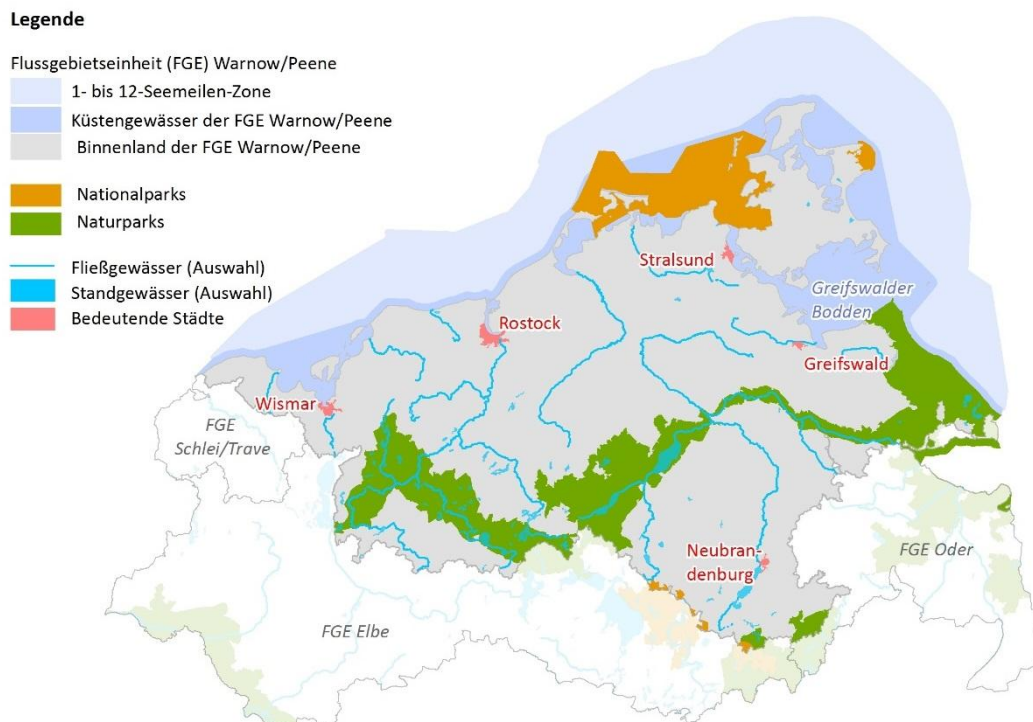 Legende
Flussgebietseinheit (FGE) Warnow/Peene
1- bis 12-Seemeilen-Zone
Küstengewässer der FGE Warnow/Peene
Binnenland der FGE Warnow/Peene
Nationalparks
Naturparks
Fließgewässer (Auswahl)
Standgewässer (Auswahl)
Bedeutende Städte
Stralsund
Greifswalder
Bodden
Rostock
Greifswald
Wismar
FGE
Schlei/Trave
Neubran-
denburg
FGE Oder
FGE Elbe